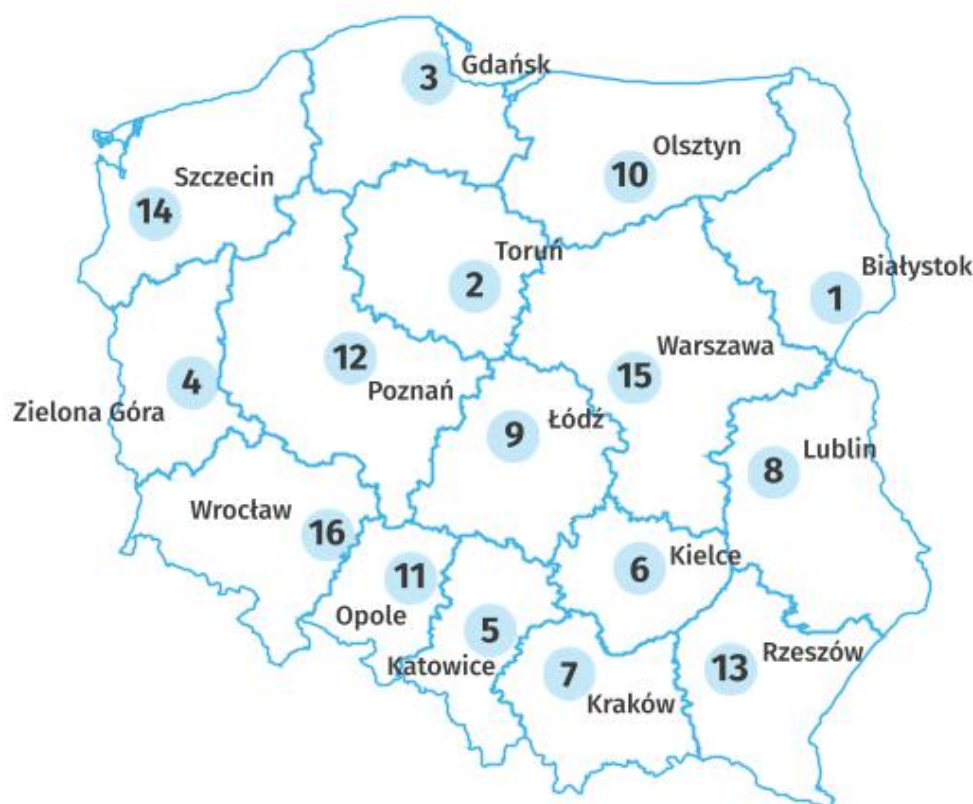 Gdańsk
3
Olsztyn
10
Szczecin
14
Toruń
2
Białystok
1
Warszawa
15
12
Poznań
4
Zielona Góra
Łódź
9
Lublin
8
Wrocław
16
Kielce
6
11
Opole
5
Katowice
Rzeszów
13
7
Kraków